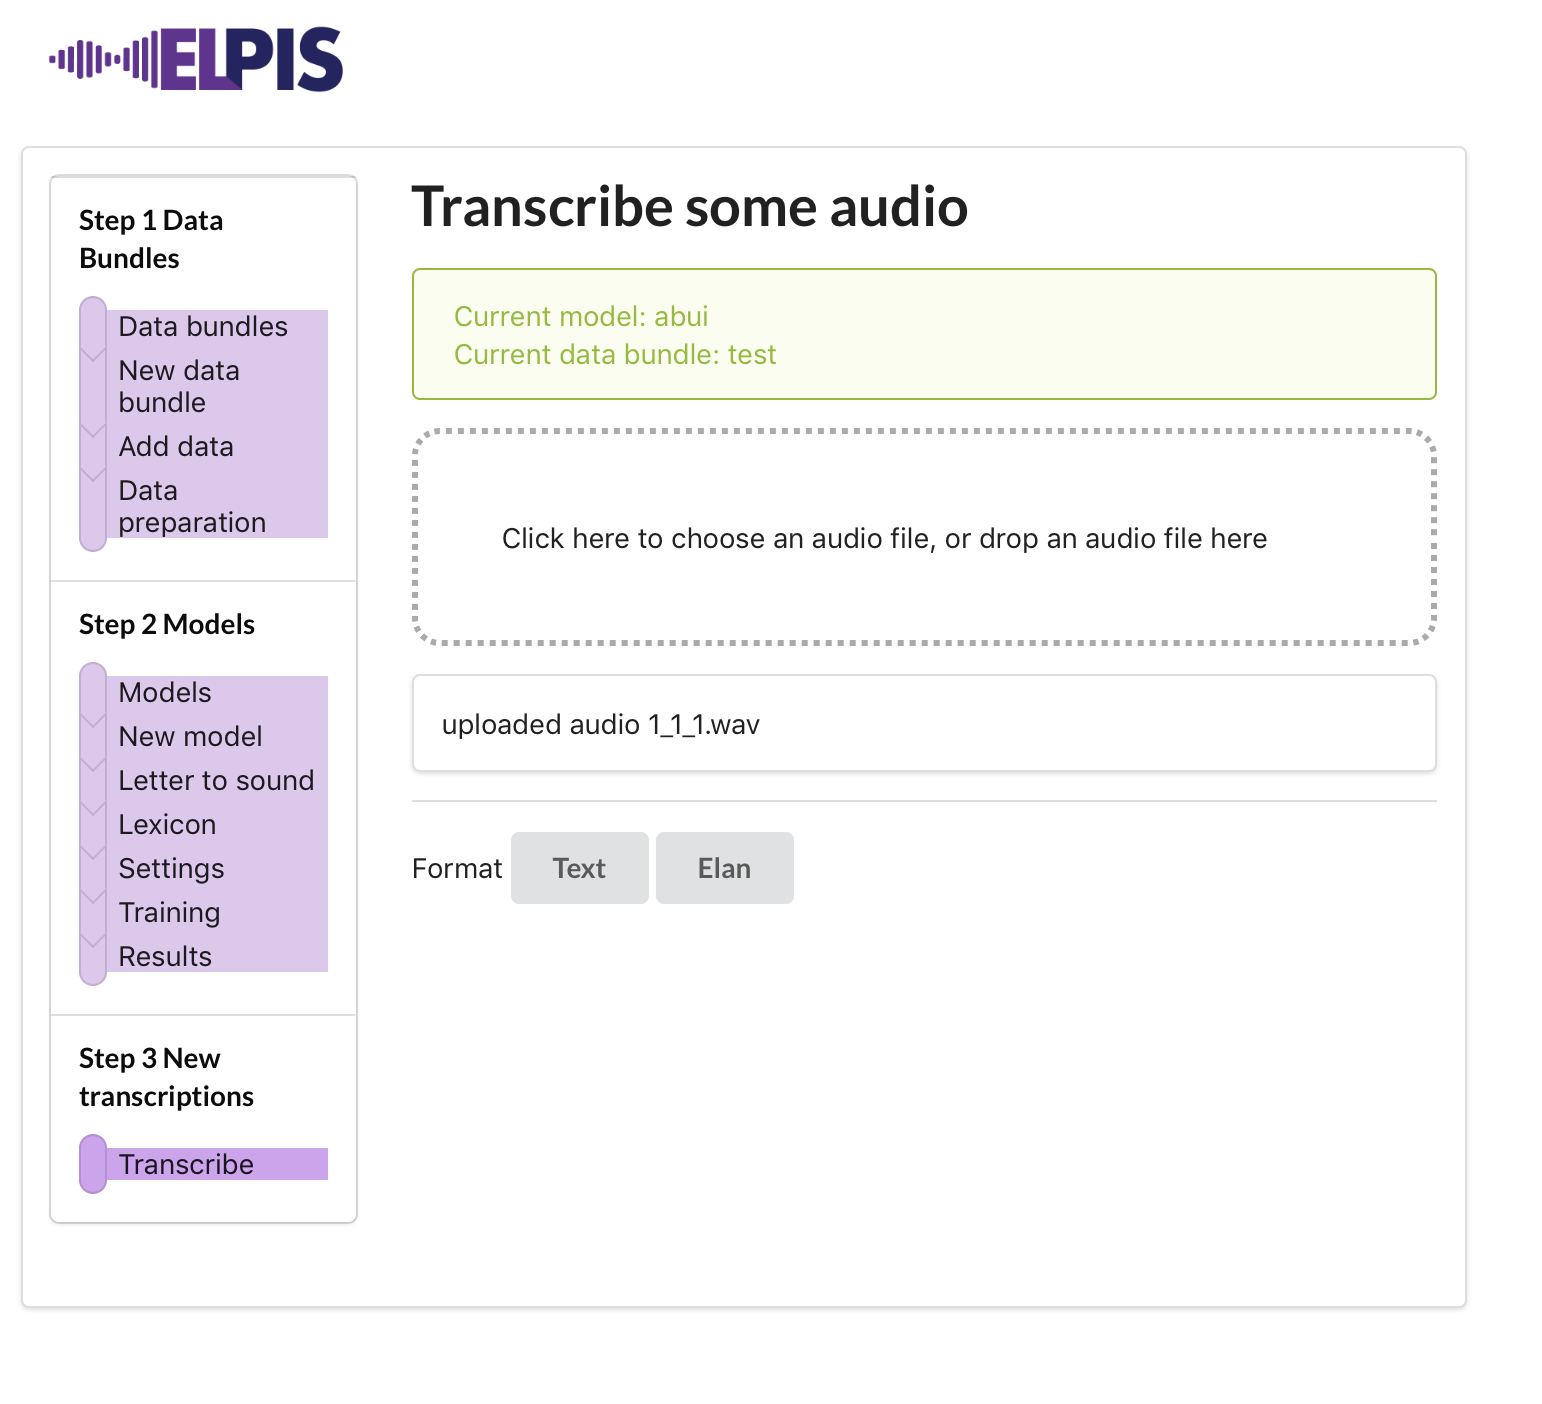 ELPIS
Step 1 Data
Bundles
Data bundles
New data
bundle
Add data
Data
preparation
Step 2 Models
Models
New model
Letter to sound
Lexicon
Settings
Training
Results
Step 3 New
transcriptions
Transcribe
Transcribe some audio
Current model: abui
Current data bundle: test
Click here to choose an audio file, or drop an audio file here
uploaded audio 1_1_1.wav
Format Text Elan